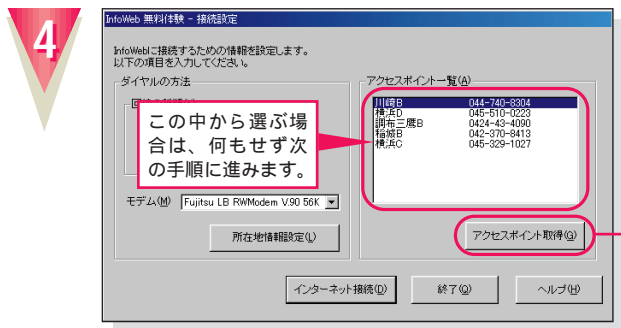 4
InfoWeb 無料体験 - 接続設定
InfoWebに接続するための情報を設定します。
以下の項目を入力してください。
ダイヤルの方法
この中から選ぶ場
合は、何もせず次
の手順に進みます。
モデム(M)
Fujitsu LB RWModem V.90 56K
所在地情報設定(L)
アクセスポイント一覧(A)
川崎B 044-740-8304
横浜D 045-510-0223
調布三鷹B 0424-43-4090
稲城B 042-370-8413
横浜C 045-329-1027
アクセスポイント取得(G)
インターネット接続(D)
終了(Q)
ヘルプ(H)